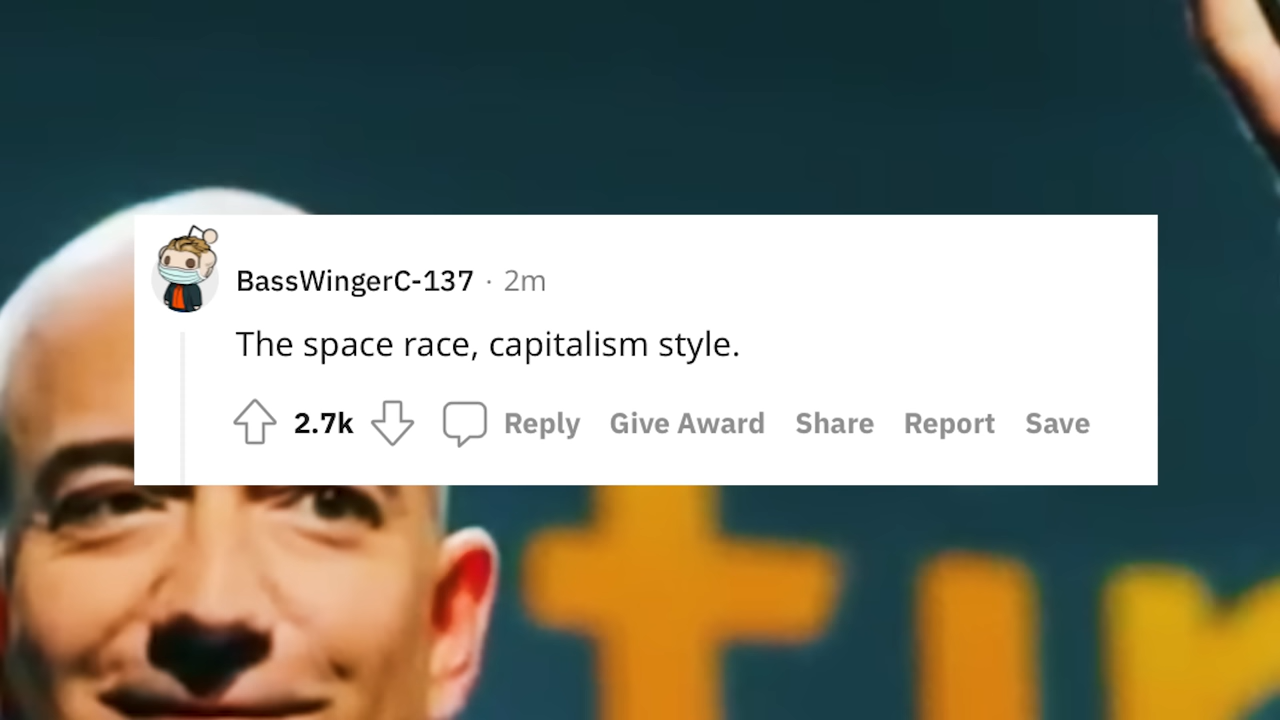 BassWingerC-137 · 2m
The space race, capitalism style.
2.7k Reply Give Award Share Report Save